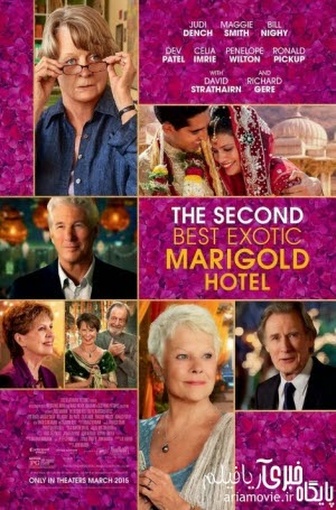 JUDI DENCH MAGGIE SMITH BILL NIGHY
DEV PATEL CELIA IMRIE PENELOPE WILTON RONALD PICKUP
WITH DAVID STRATHAIRN AND RICHARD GERE
THE SECOND
BEST EXOTIC
MARIGOLD
HOTEL
ONLY IN THEATERS MARCH 2015
PG
پایگاه خبری آریا فیلم
ariamovie.ir